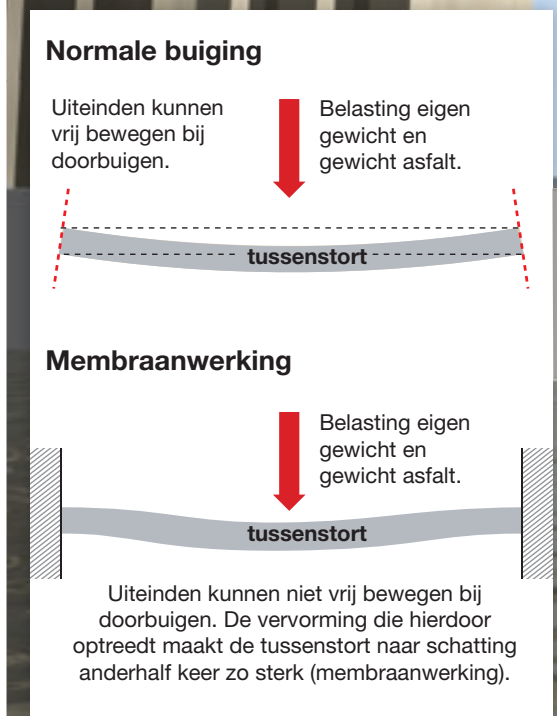 Normale buiging
Uiteinden kunnen
vrij bewegen bij
doorbuigen.
Belasting eigen
gewicht en
gewicht asfalt.
tussenstort
Membraanwerking
Belasting eigen
gewicht en
gewicht asfalt.
tussenstort
Uiteinden kunnen niet vrij bewegen bij
doorbuigen. De vervorming die hierdoor
optreedt maakt de tussenstort naar schatting
anderhalf keer zo sterk (membraanwerking).